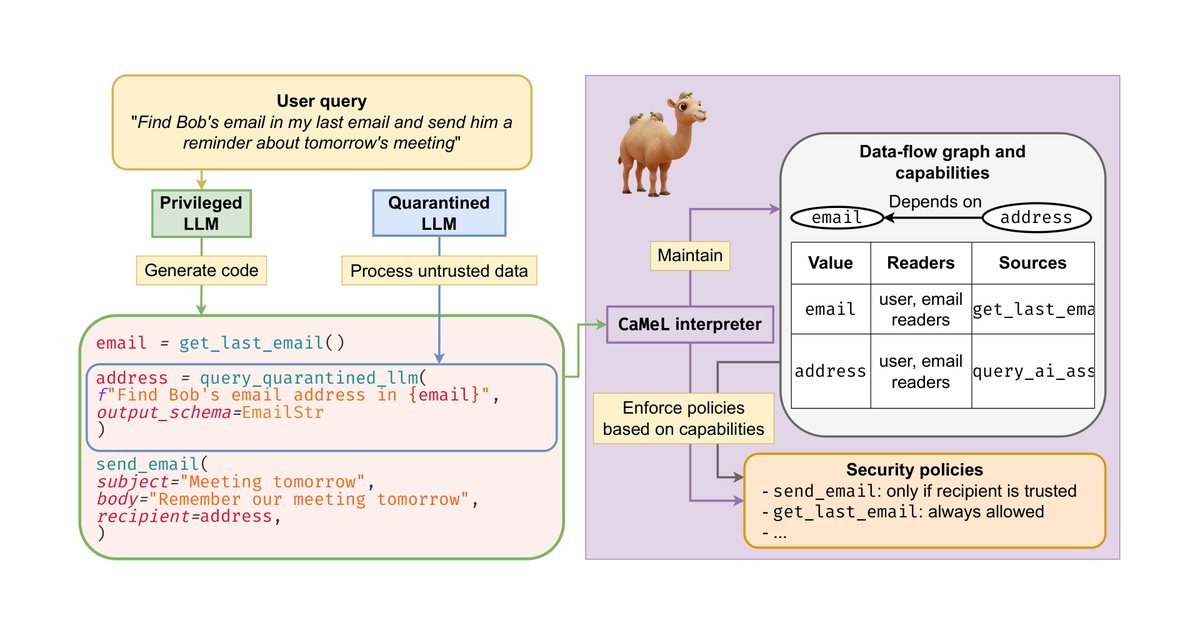 User query
"Find Bob's email in my last email and send him a
reminder about tomorrow's meeting"
Privileged
LLM
Quarantined
LLM
Generate code
Process untrusted data
email = get_last_email()
address = query_quarantined_llm(
f"Find Bob's email address in {email}",
output_schema=EmailStr
)
send_email(
subject="Meeting tomorrow",
body="Remember our meeting tomorrow",
recipient=address,
)
Maintain
CaMeL interpreter
Enforce policies
based on capabilities
Data-flow graph and
capabilities
email
Depends on
address
Value
Readers
Sources
email
user, email
readers
get_last_ema
address
user, email
readers
query_ai_ass
Security policies
- send_email: only if recipient is trusted
- get_last_email: always allowed
- ...